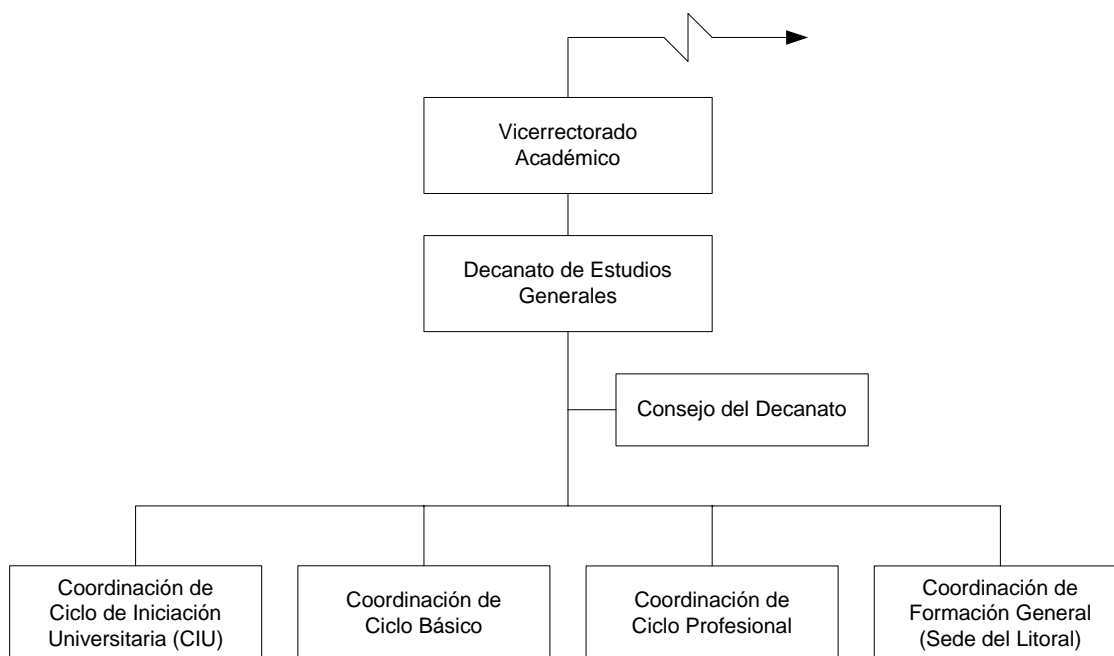 Vicerrectorado
Académico
Decanato de Estudios
Generales
Consejo del Decanato
Coordinación de
Ciclo de Iniciación
Universitaria (CIU)
Coordinación de
Ciclo Básico
Coordinación de
Ciclo Profesional
Coordinación de
Formación General
(Sede del Litoral)